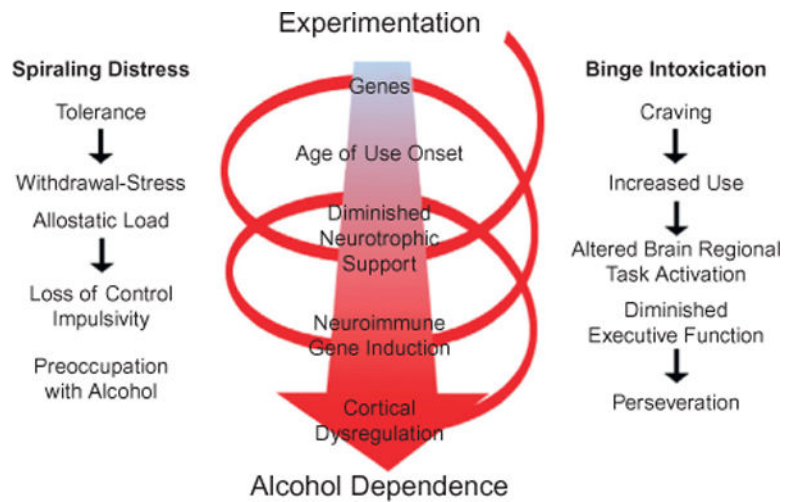 Experimentation
Spiraling Distress
Tolerance
Withdrawal-Stress
Allostatic Load
Loss of Control
Impulsivity
Preoccupation
with Alcohol
Genes
Age of Use Onset
Diminished
Neurotrophic
Support
Neuroimmune
Gene Induction
Cortical
Dysregulation
Binge Intoxication
Craving
Increased Use
Altered Brain Regional
Task Activation
Diminished
Executive Function
Perseveration
Alcohol Dependence